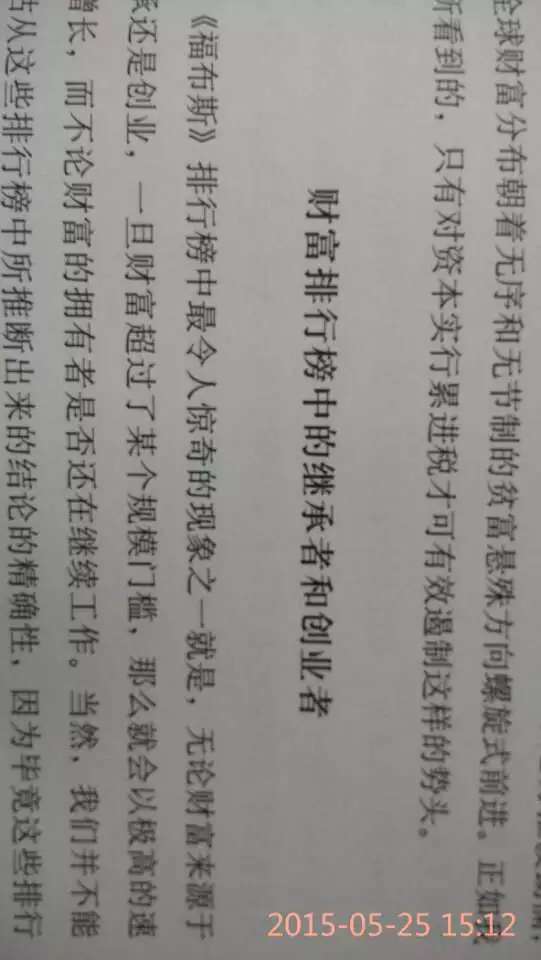 全球财富分布朝着无序和无节制的贫富悬殊方向螺旋式前进。正如我
所看到的，只有对资本实行累进税才可有效遏制这样的势头。
财富排行榜中的继承者和创业者
《福布斯》排行榜中最令人惊奇的现象之一就是，无论财富来源于
还是创业，一旦财富超过了某个规模门槛，那么就会以极高的速
增长，而不论财富的拥有者是否还在继续工作。当然，我们并不能
估从这些排行榜中所推断出来的结论的精确性，因为毕竟这些排行
2015-05-25 15:12